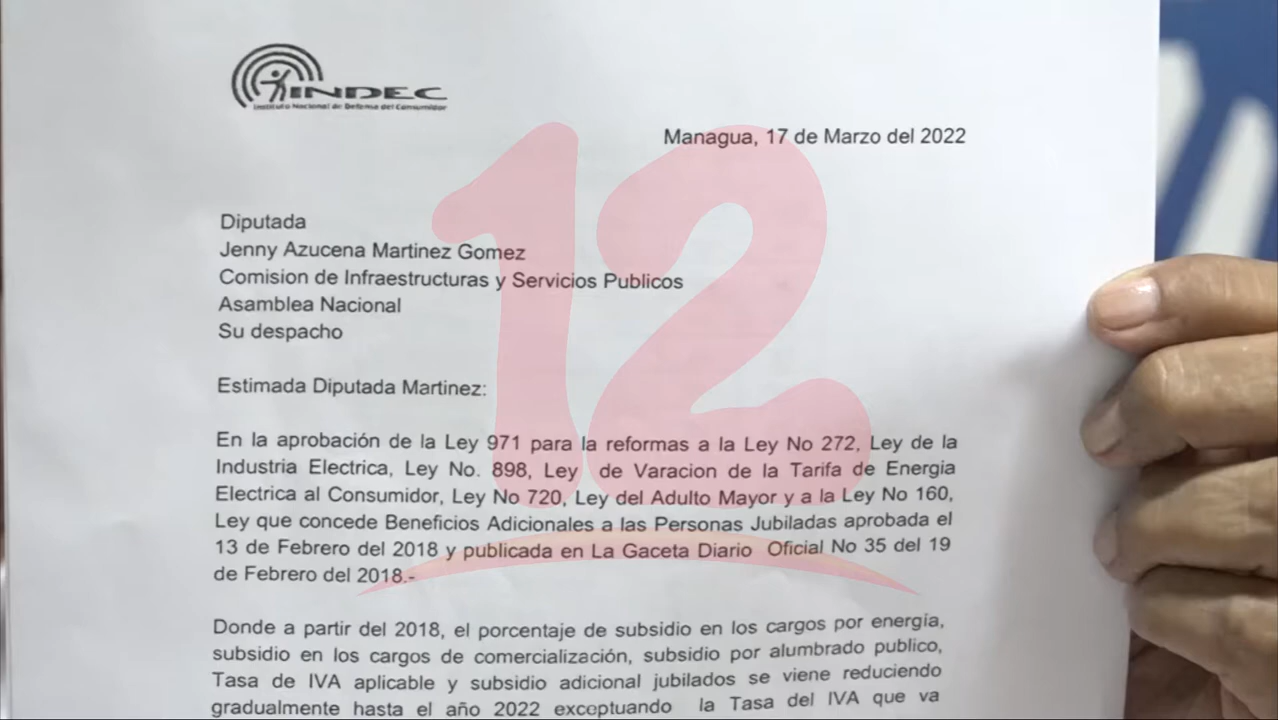 INDEC
Instituto Nacional de Defensa del Consumidor
Managua, 17 de Marzo del 2022
Diputada
Jenny Azucena Martinez Gomez
Comision de Infraestructuras y Servicios Publicos
Asamblea Nacional
Su despacho
Estimada Diputada Martinez:
En la aprobación de la Ley 971 para la reformas a la Ley No 272, Ley de la
Industria Electrica, Ley No. 898, Ley de Varacion de la Tarifa de Energia
Electrica al Consumidor, Ley No 720, Ley del Adulto Mayor y a la Ley No 160,
Ley que concede Beneficios Adicionales a las Personas Jubiladas aprobada el
13 de Febrero del 2018 y publicada en La Gaceta Diario Oficial No 35 del 19
de Febrero del 2018.-
Donde a partir del 2018, el porcentaje de subsidio en los cargos por energía,
subsidio en los cargos de comercialización, subsidio por alumbrado publico,
Tasa de IVA aplicable y subsidio adicional jubilados se viene reduciendo
gradualmente hasta el año 2022 exceptuando la Tasa del IVA que va
12